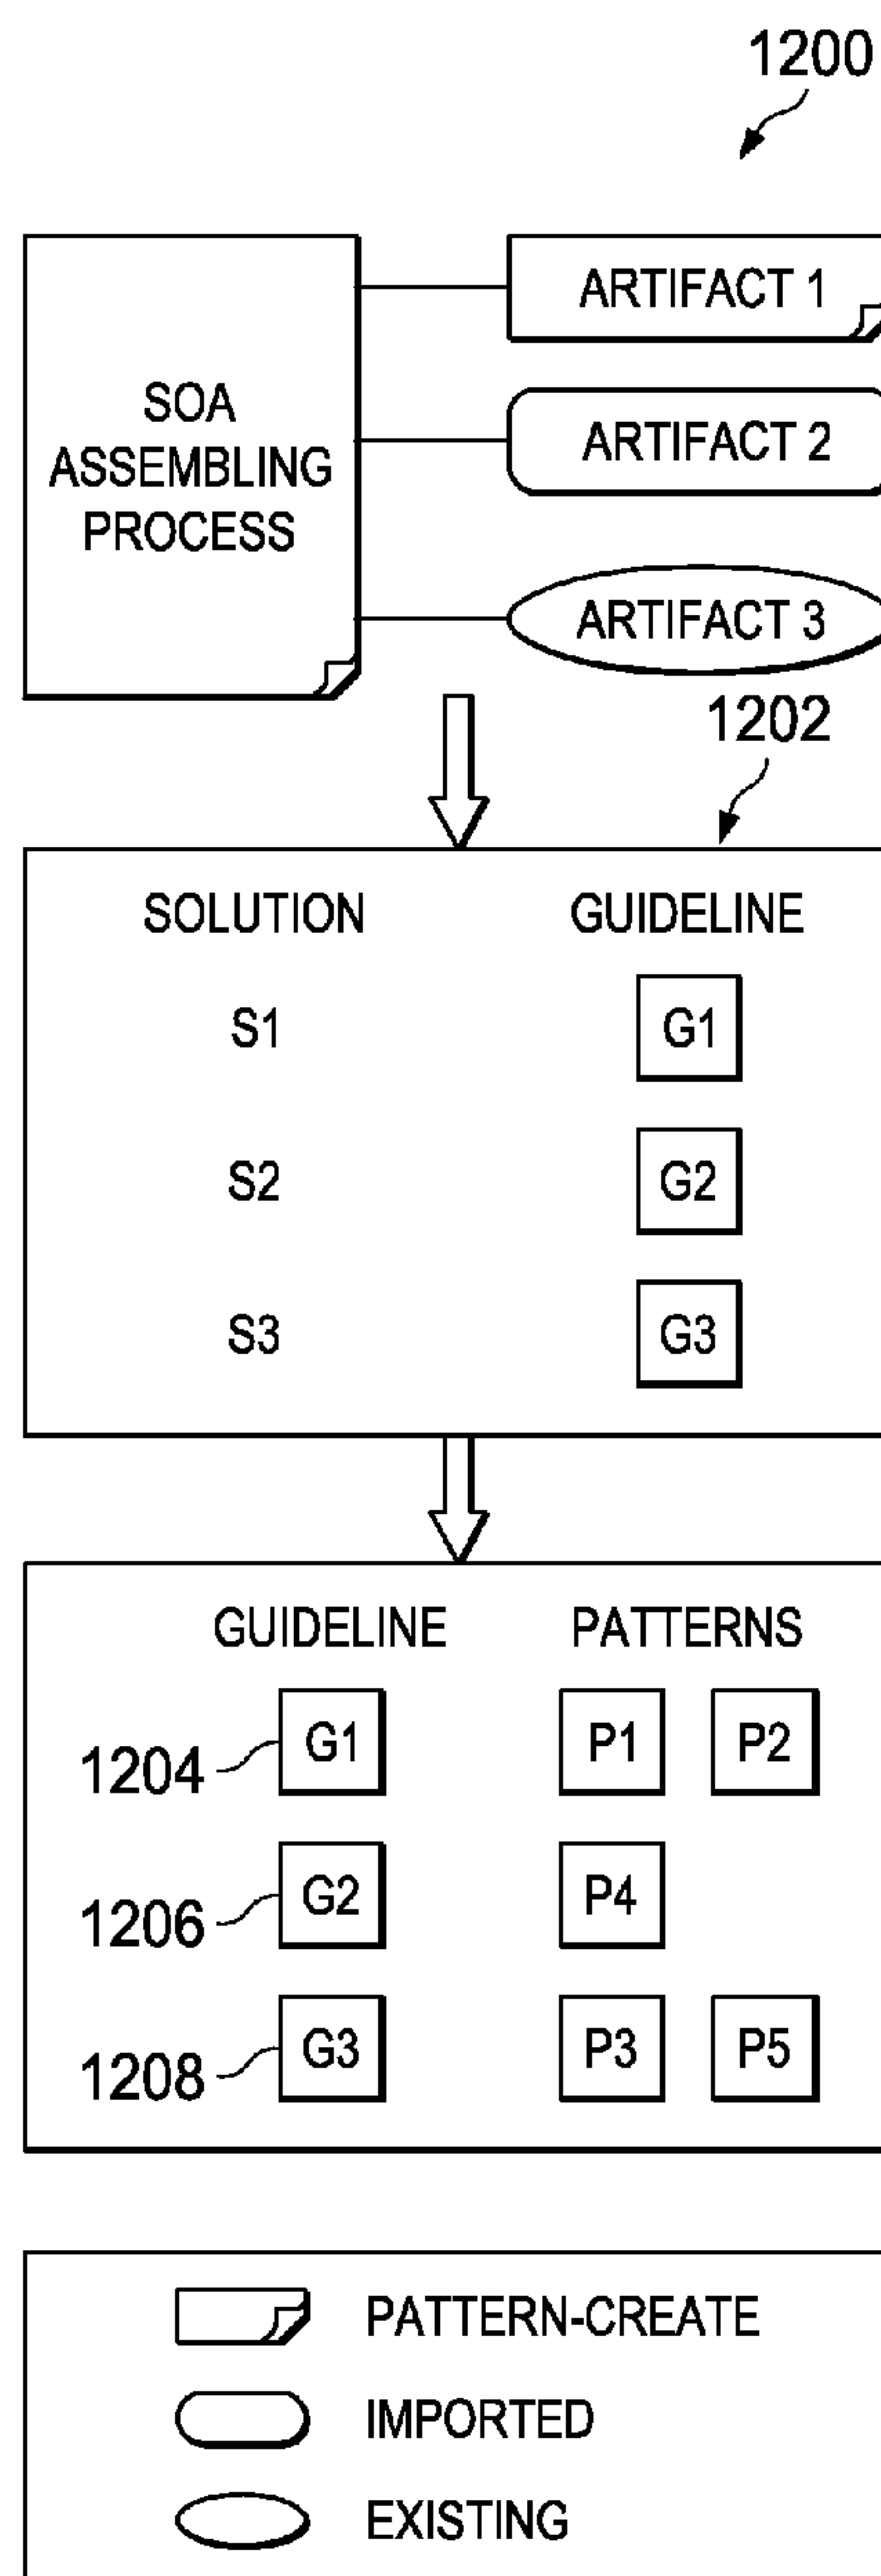 1200
ARTIFACT 1
SOA
ASSEMBLING
PROCESS
ARTIFACT 2
ARTIFACT 3
1202
SOLUTION GUIDELINE
S1 G1
S2 G2
S3 G3
GUIDELINE PATTERNS
1204 G1 P1 P2
1206 G2 P4
1208 G3 P3 P5
PATTERN-CREATE
IMPORTED
EXISTING